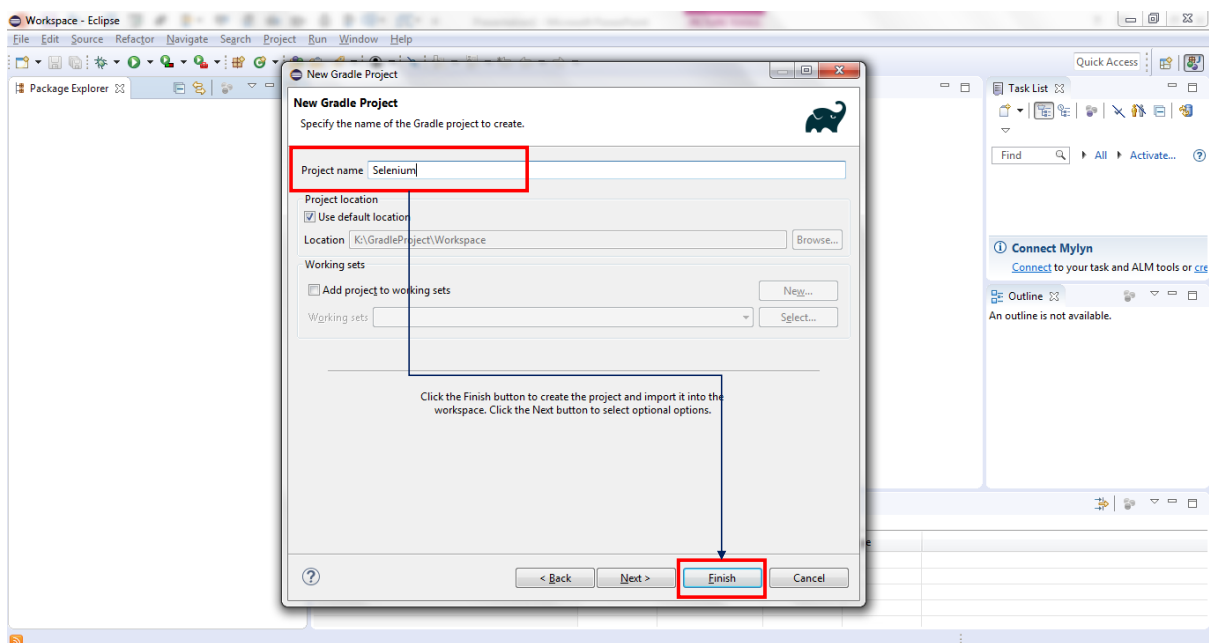 Workspace - Eclipse
File Edit Source Refactor Navigate Search Project Run Window Help
Quick Access
Package Explorer
New Gradle Project
Task List
New Gradle Project
Specify the name of the Gradle project to create.
Find All Activate...
Project name Selenium
Project location
Use default location
Location K:\GradleProject\Workspace Browse...
Connect Mylyn
Connect to your task and ALM tools or cre
Working sets
Add project to working sets New...
Working sets Select...
Outline
An outline is not available.
Click the Finish button to create the project and import it into the
workspace. Click the Next button to select optional options.
< Back Next > Finish Cancel